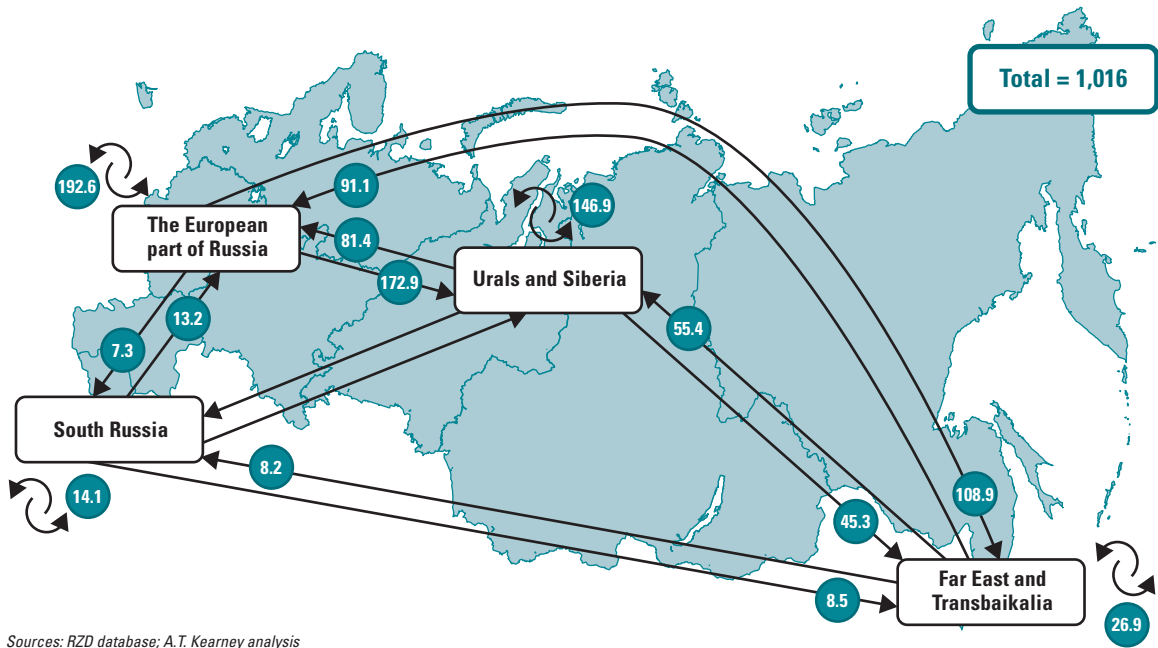 Total = 1,016
192.6
91.1
146.9
The European
part of Russia
81.4
172.9
Urals and Siberia
13.2
7.3
55.4
South Russia
8.2
14.1
108.9
45.3
8.5
Far East and
Transbaikalia
26.9
Sources: RZD database; A.T. Kearney analysis